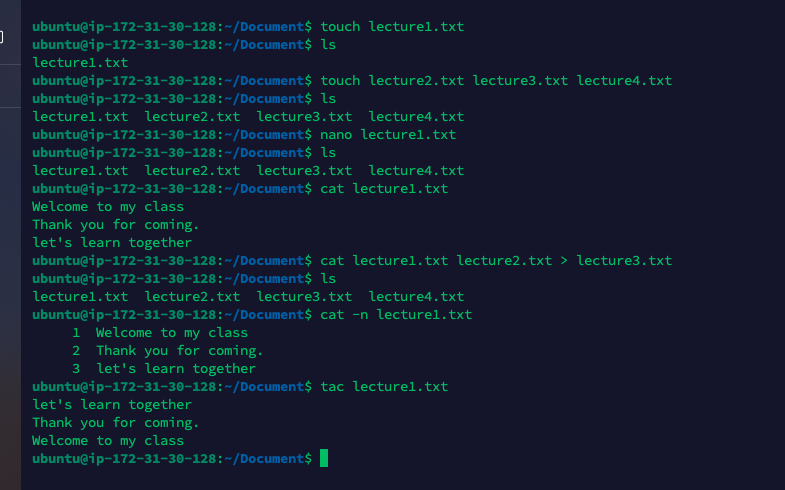 ubuntu@ip-172-31-30-128:~/Document$ touch lecture1.txt
ubuntu@ip-172-31-30-128:~/Document$ ls
lecture1.txt
ubuntu@ip-172-31-30-128:~/Document$ touch lecture2.txt lecture3.txt lecture4.txt
ubuntu@ip-172-31-30-128:~/Document$ ls
lecture1.txt  lecture2.txt  lecture3.txt  lecture4.txt
ubuntu@ip-172-31-30-128:~/Document$ nano lecture1.txt
ubuntu@ip-172-31-30-128:~/Document$ ls
lecture1.txt  lecture2.txt  lecture3.txt  lecture4.txt
ubuntu@ip-172-31-30-128:~/Document$ cat lecture1.txt
Welcome to my class
Thank you for coming.
let's learn together
ubuntu@ip-172-31-30-128:~/Document$ cat lecture1.txt lecture2.txt > lecture3.txt
ubuntu@ip-172-31-30-128:~/Document$ ls
lecture1.txt  lecture2.txt  lecture3.txt  lecture4.txt
ubuntu@ip-172-31-30-128:~/Document$ cat -n lecture1.txt
     1  Welcome to my class
     2  Thank you for coming.
     3  let's learn together
ubuntu@ip-172-31-30-128:~/Document$ tac lecture1.txt
let's learn together
Thank you for coming.
Welcome to my class
ubuntu@ip-172-31-30-128:~/Document$